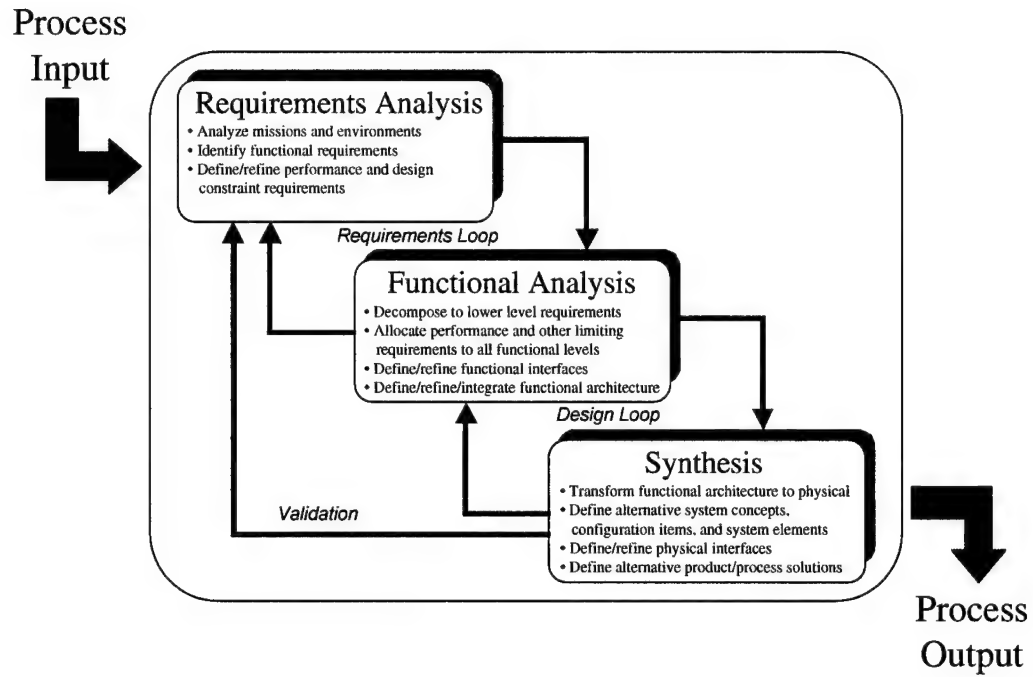 Process
Input
Requirements Analysis
• Analyze missions and environments
• Identify functional requirements
• Define/refine performance and design
constraint requirements
Requirements Loop
Functional Analysis
• Decompose to lower level requirements
• Allocate performance and other limiting
requirements to all functional levels
• Define/refine functional interfaces
• Define/refine/integrate functional architecture
Design Loop
Synthesis
• Transform functional architecture to physical
• Define alternative system concepts,
configuration items, and system elements
• Define/refine physical interfaces
• Define alternative product/process solutions
Validation
Process
Output